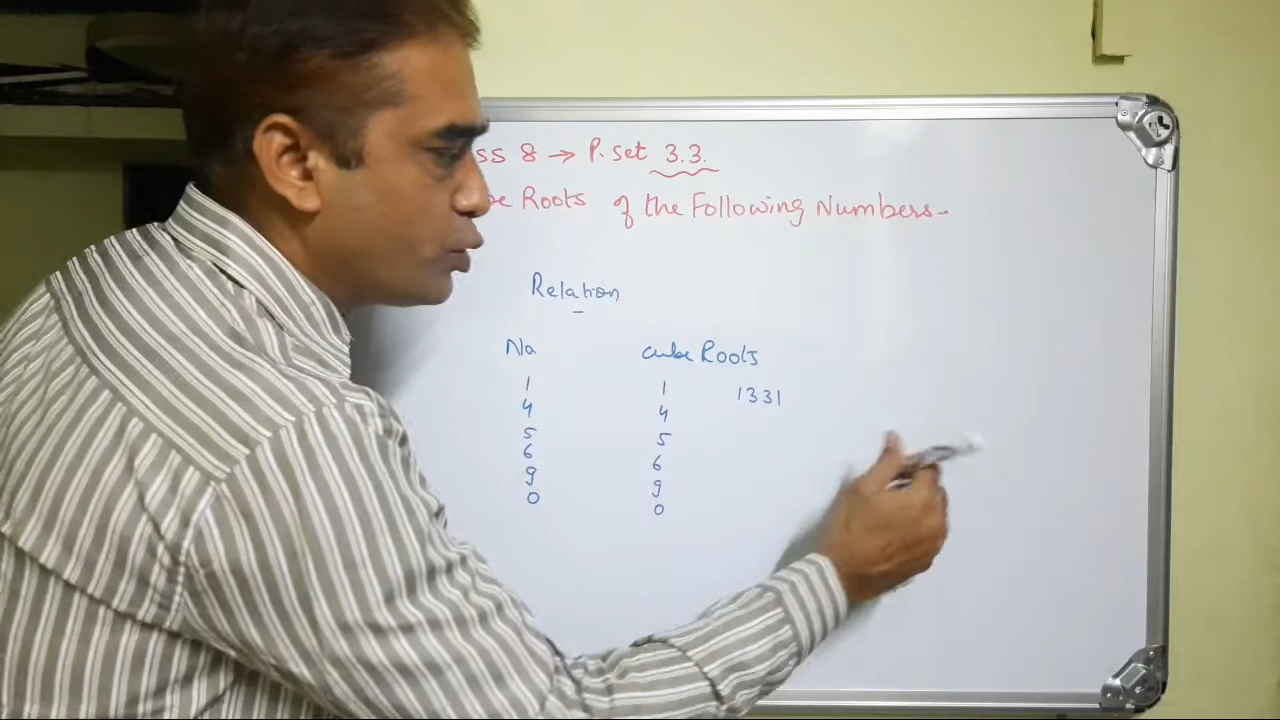 ss 8 → P. set 3.3.
be Roots of the Following Numbers.
Relation
No cube Roots
1 1 1331
4 4
5 5
6 6
9 9
0 0